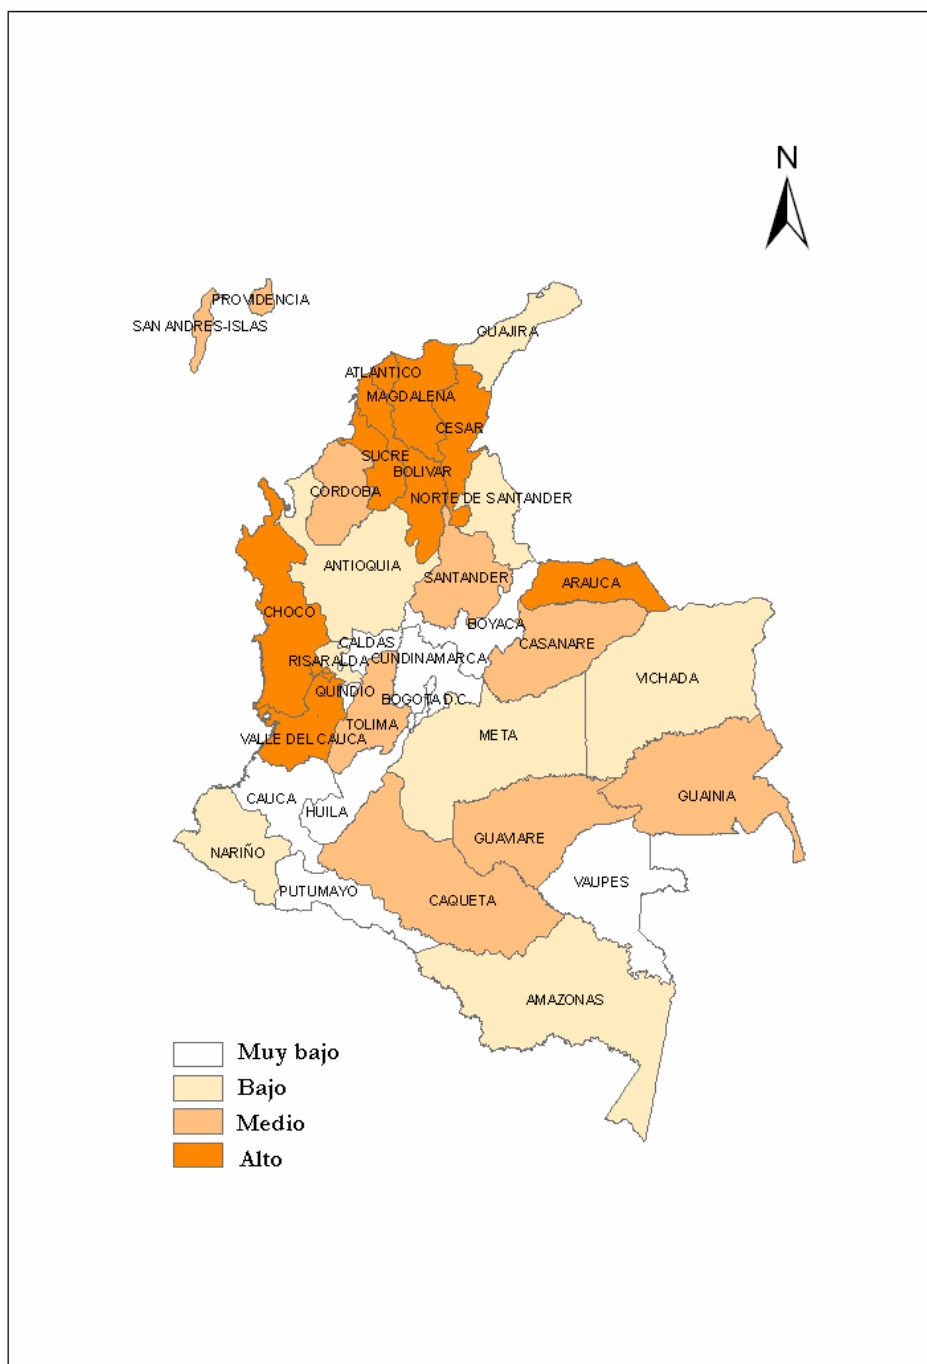 N
PROVIDENCIA
SAN ANDRES-ISLAS
GUAJIRA
ATLANTICO
MAGDALENA
CESAR
SUCRE
BOLIVAR
CORDOBA
NORTE DE SANTANDER
ANTIOQUIA
SANTANDER
ARAUCA
CHOCO
BOYACA
CALDAS
CASANARE
RISARALDA
CUNDINAMARCA
VICHADA
QUINDIO
BOGOTA D.C.
TOLIMA
VALLE DEL CAUCA
META
GUAINIA
CAUCA
HUILA
GUAVIARE
NARIÑO
VAUPES
PUTUMAYO
CAQUETA
AMAZONAS
Muy bajo
Bajo
Medio
Alto